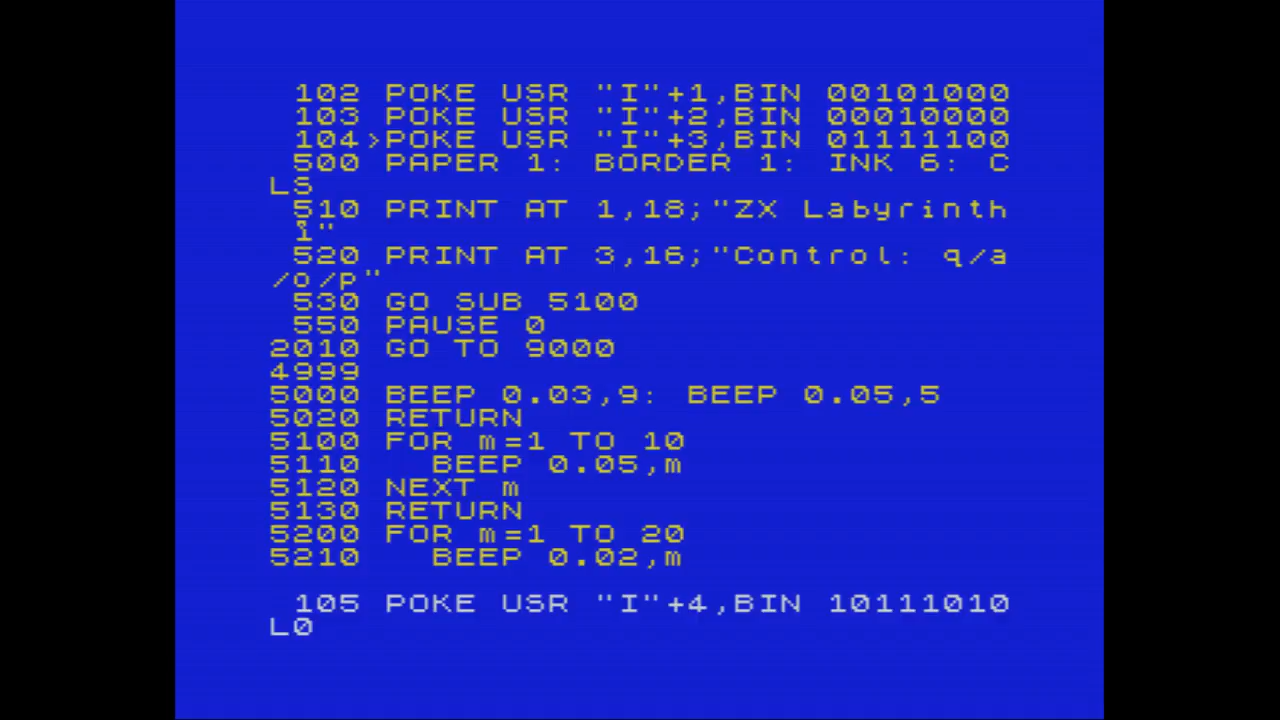 102 POKE USR "I"+1,BIN 00101000
103 POKE USR "I"+2,BIN 00010000
104>POKE USR "I"+3,BIN 01111100
500 PAPER 1: BORDER 1: INK 6: C
LS
510 PRINT AT 1,18;"ZX Labyrinth
1"
520 PRINT AT 3,16;"Control: q/a
/o/p"
530 GO SUB 5100
550 PAUSE 0
2010 GO TO 9000
4999
5000 BEEP 0.03,9: BEEP 0.05,5
5020 RETURN
5100 FOR m=1 TO 10
5110 BEEP 0.05,m
5120 NEXT m
5130 RETURN
5200 FOR m=1 TO 20
5210 BEEP 0.02,m
105 POKE USR "I"+4,BIN 10111010
L0